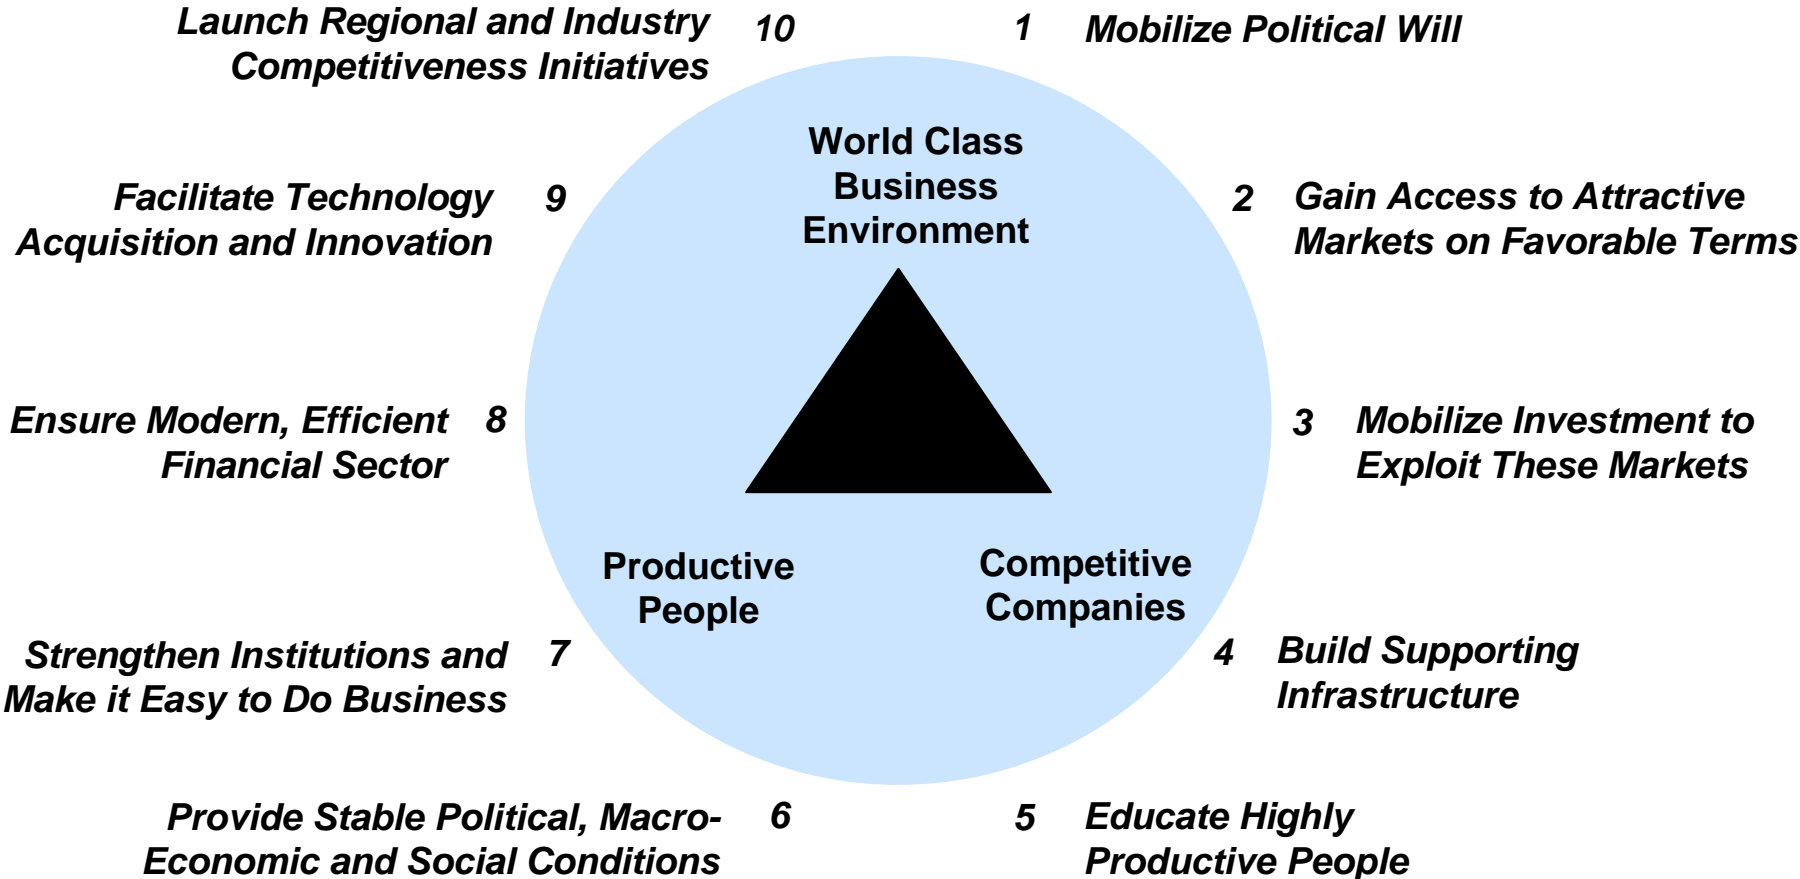 Launch Regional and Industry
Competitiveness Initiatives
10
1
Mobilize Political Will
World Class
Business
Environment
Facilitate Technology
Acquisition and Innovation
9
2
Gain Access to Attractive
Markets on Favorable Terms
Ensure Modern, Efficient
Financial Sector
8
3
Mobilize Investment to
Exploit These Markets
Productive
People
Competitive
Companies
Strengthen Institutions and
Make it Easy to Do Business
7
4
Build Supporting
Infrastructure
Provide Stable Political, Macro-
Economic and Social Conditions
6
5
Educate Highly
Productive People